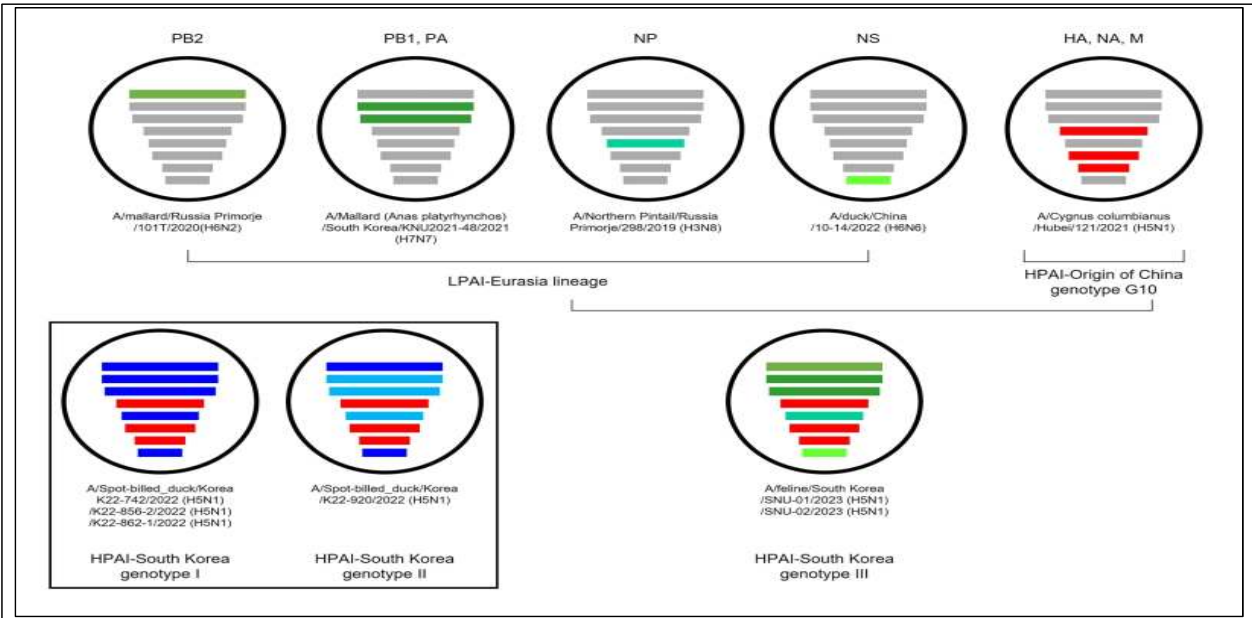 PB2
PB1, PA
NP
NS
HA, NA, M
A/mallard/Russia Primorje
/101T/2020(H6N2)
A/Mallard (Anas platyrhynchos)
/South Korea/KNU2021-48/2021
(H7N7)
A/Northern Pintail/Russia
Primorje/298/2019 (H3N8)
A/duck/China
/10-14/2022 (H6N6)
A/Cygnus columbianus
/Hubei/121/2021 (H5N1)
LPAI-Eurasia lineage
HPAI-Origin of China
genotype G10
A/Spot-billed_duck/Korea
K22-742/2022 (H5N1)
/K22-856-2/2022 (H5N1)
/K22-862-1/2022 (H5N1)
HPAI-South Korea
genotype I
A/Spot-billed_duck/Korea
/K22-920/2022 (H5N1)
HPAI-South Korea
genotype II
A/feline/South Korea
/SNU-01/2023 (H5N1)
/SNU-02/2023 (H5N1)
HPAI-South Korea
genotype III